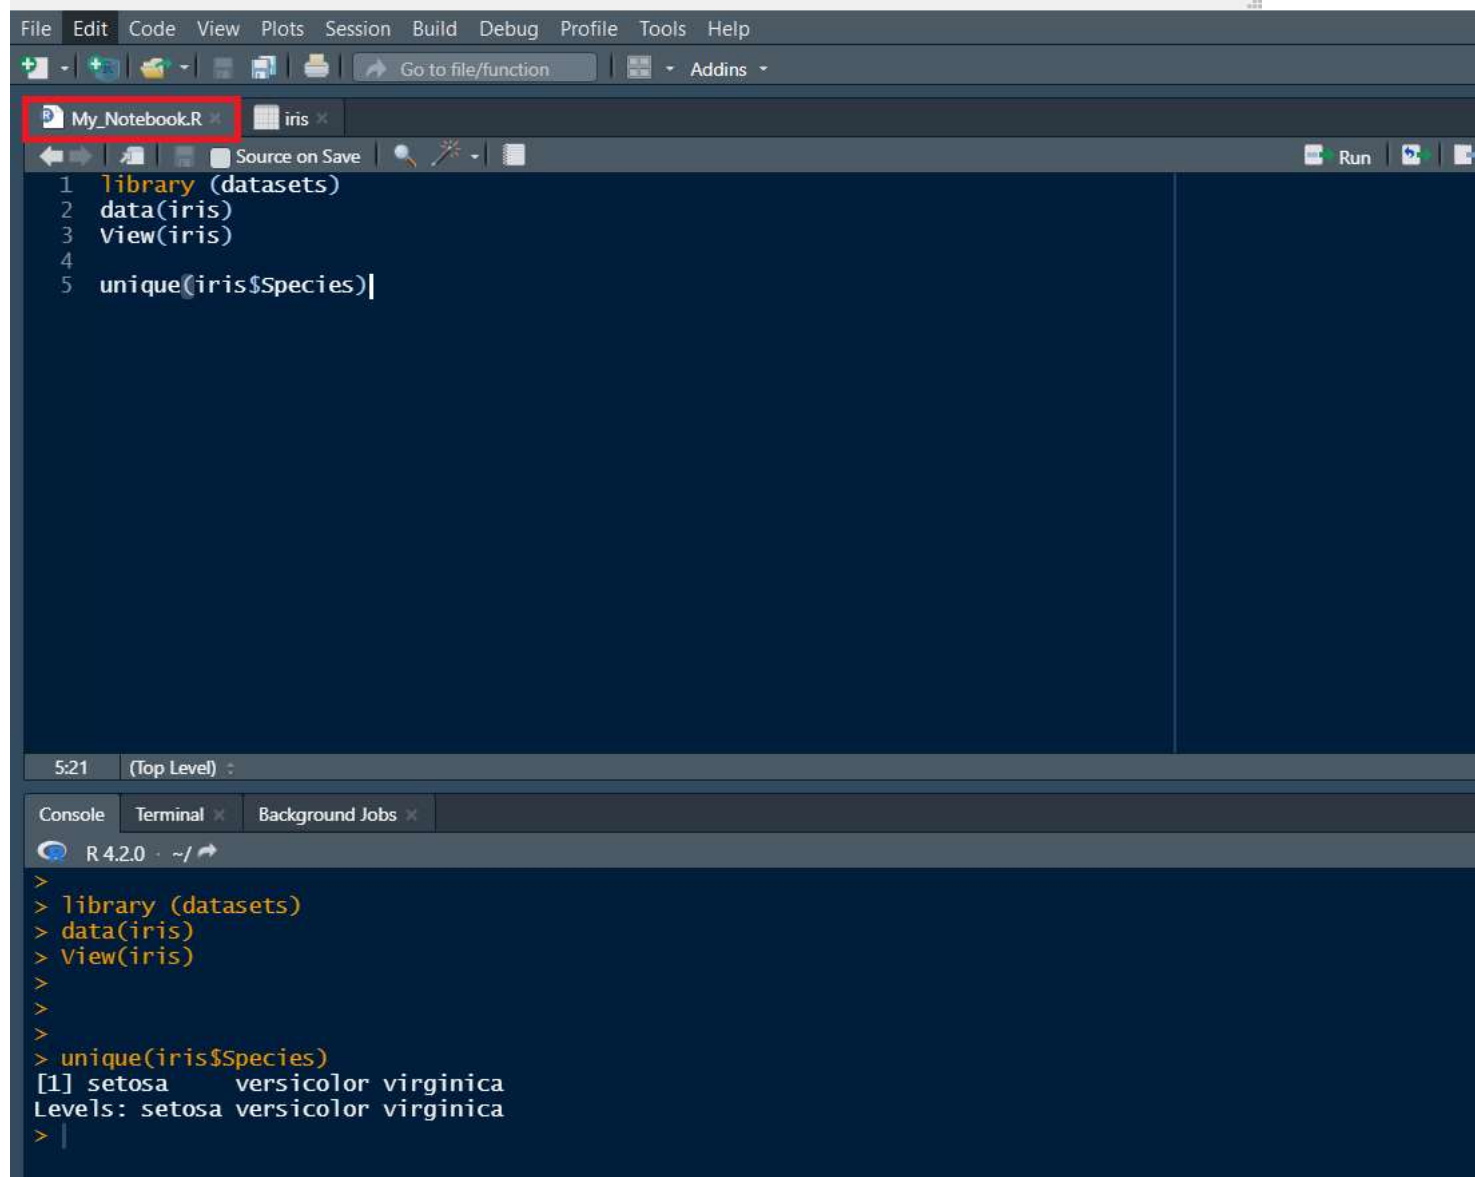 File Edit Code View Plots Session Build Debug Profile Tools Help
Go to file/function Addins
My_Notebook.R iris
Source on Save Run
1 library (datasets)
2 data(iris)
3 View(iris)
4
5 unique(iris$Species)
5:21 (Top Level)
Console Terminal Background Jobs
R 4.2.0 · ~/
>
> library (datasets)
> data(iris)
> View(iris)
>
>
>
> unique(iris$Species)
[1] setosa     versicolor virginica
Levels: setosa versicolor virginica
>